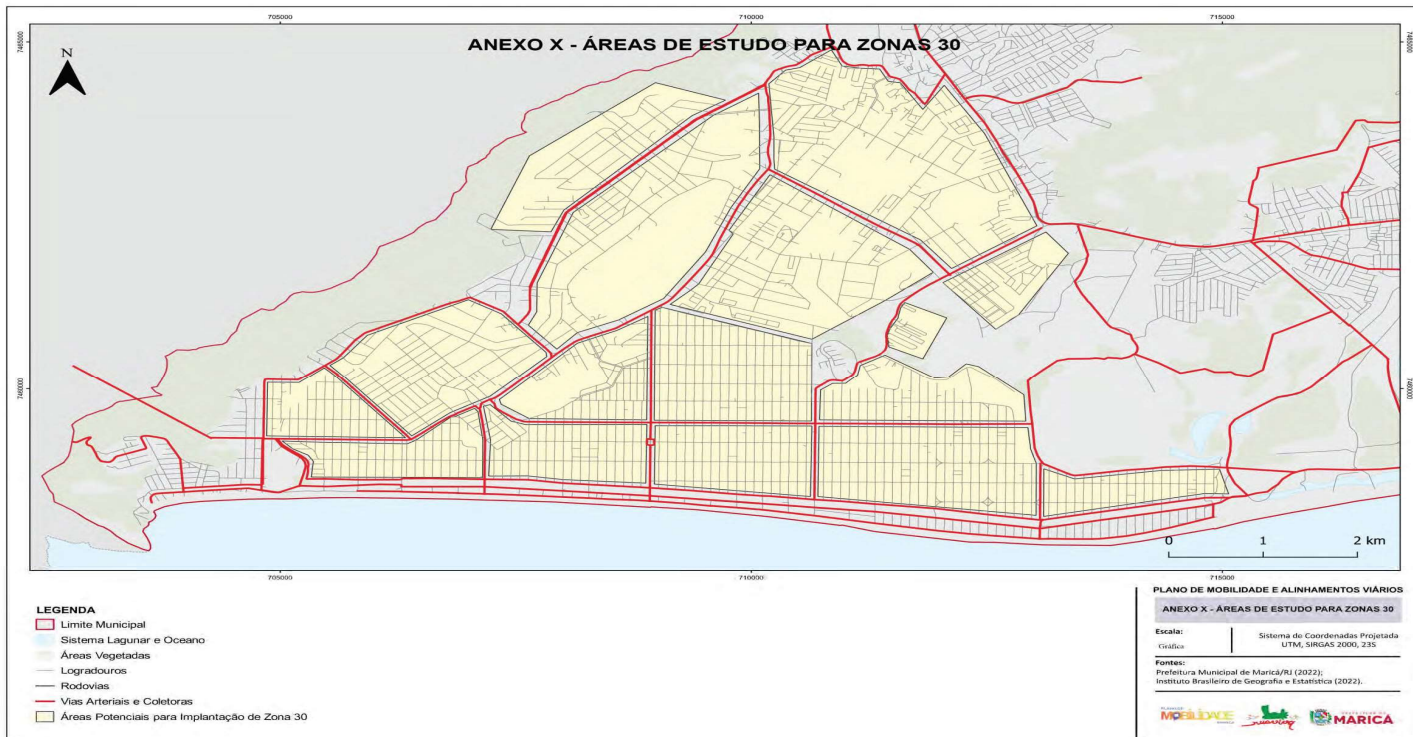 705000
710000
715000
7485000
7485000
ANEXO X - ÁREAS DE ESTUDO PARA ZONAS 30
N
7480000
7480000
0 1 2 km
705000
710000
715000
LEGENDA
Limite Municipal
Sistema Lagunar e Oceano
Áreas Vegetadas
Logradouros
Rodovias
Vias Arteriais e Coletoras
Áreas Potenciais para Implantação de Zona 30
PLANO DE MOBILIDADE E ALINHAMENTOS VIÁRIOS
ANEXO X - ÁREAS DE ESTUDO PARA ZONAS 30
Escala:
Gráfica
Sistema de Coordenadas Projetada
UTM, SIRGAS 2000, 23S
Fontes:
Prefeitura Municipal de Maricá/RJ (2022);
Instituto Brasileiro de Geografia e Estatística (2022).
MOBILIDADE
MARICÁ